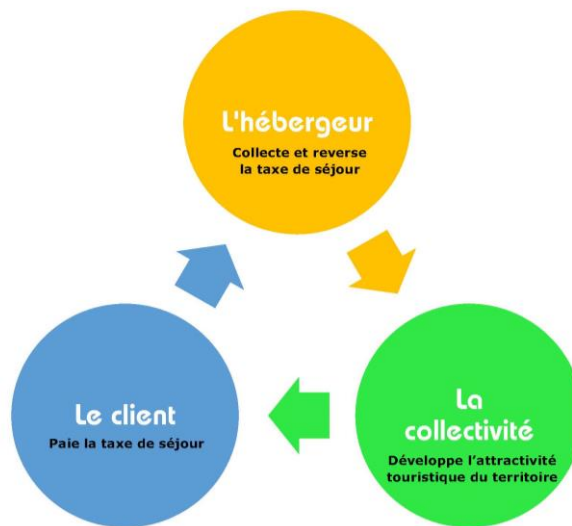 L'hébergeur
Collecte et reverse
la taxe de séjour
Le client
Paie la taxe de séjour
La
collectivité
Développe l'attractivité
touristique du territoire